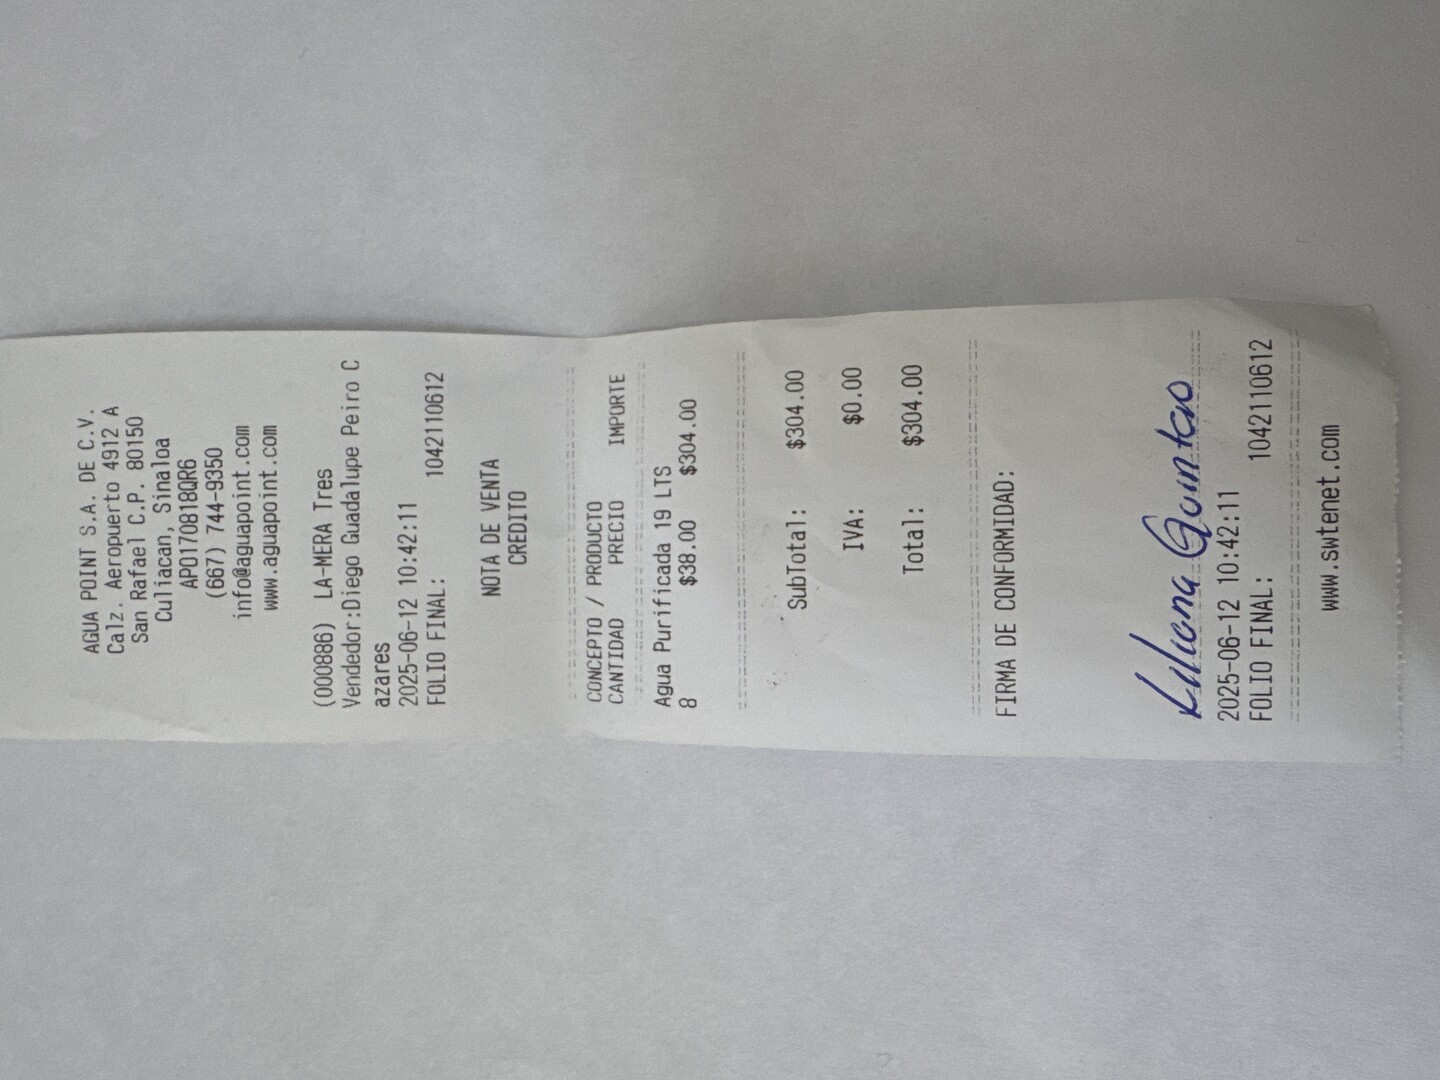 AGUA POINT S.A. DE C.V.
Calz. Aeropuerto 4912 A
San Rafael C.P. 80150
Culiacan, Sinaloa
APO170818QR6
(667) 744-9350
info@aguapoint.com
www.aguapoint.com
(000886) LA-MERA Tres
Vendedor:Diego Guadalupe Peiro C
azares
2025-06-12 10:42:11
FOLIO FINAL: 1042110612
NOTA DE VENTA
CREDITO
CONCEPTO / PRODUCTO
CANTIDAD PRECIO IMPORTE
Agua Purificada 19 LTS
8 $38.00 $304.00
SubTotal: $304.00
IVA: $0.00
Total: $304.00
FIRMA DE CONFORMIDAD:
Liliana Quintao
2025-06-12 10:42:11
FOLIO FINAL: 1042110612
www.swtenet.com